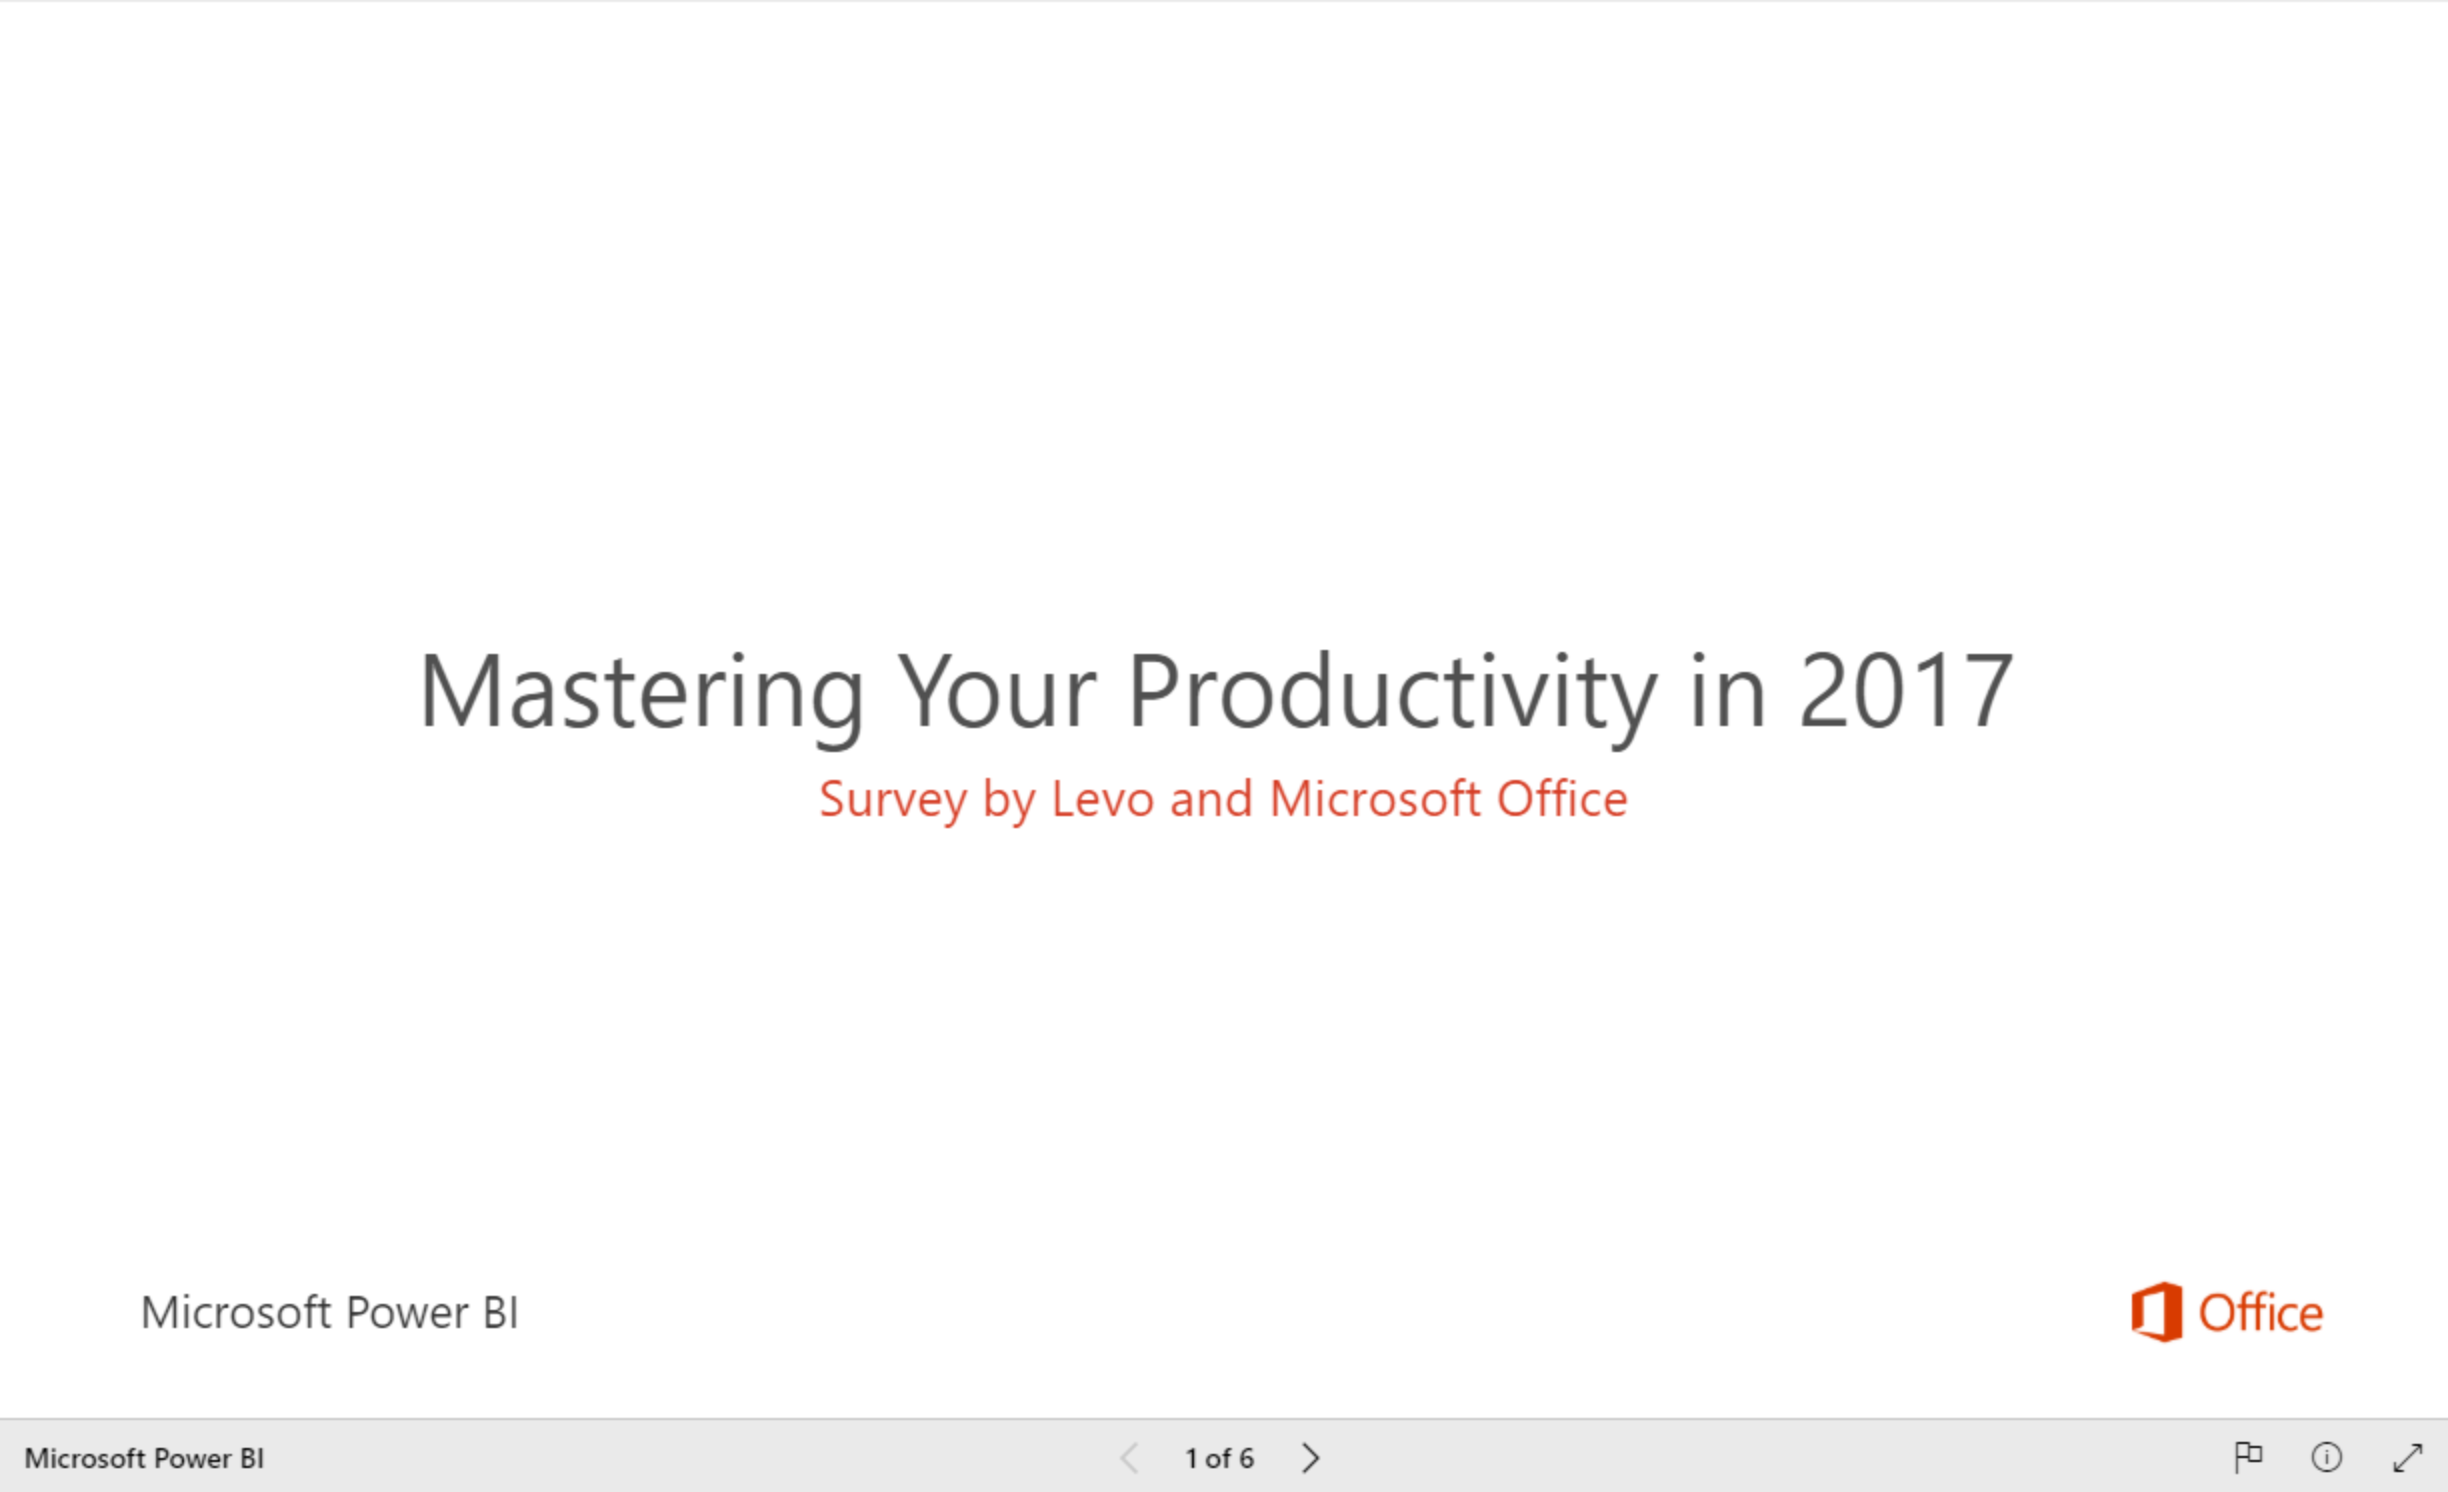 Mastering Your Productivity in 2017
Survey by Levo and Microsoft Office
Microsoft Power BI
Office
Microsoft Power BI
1 of 6